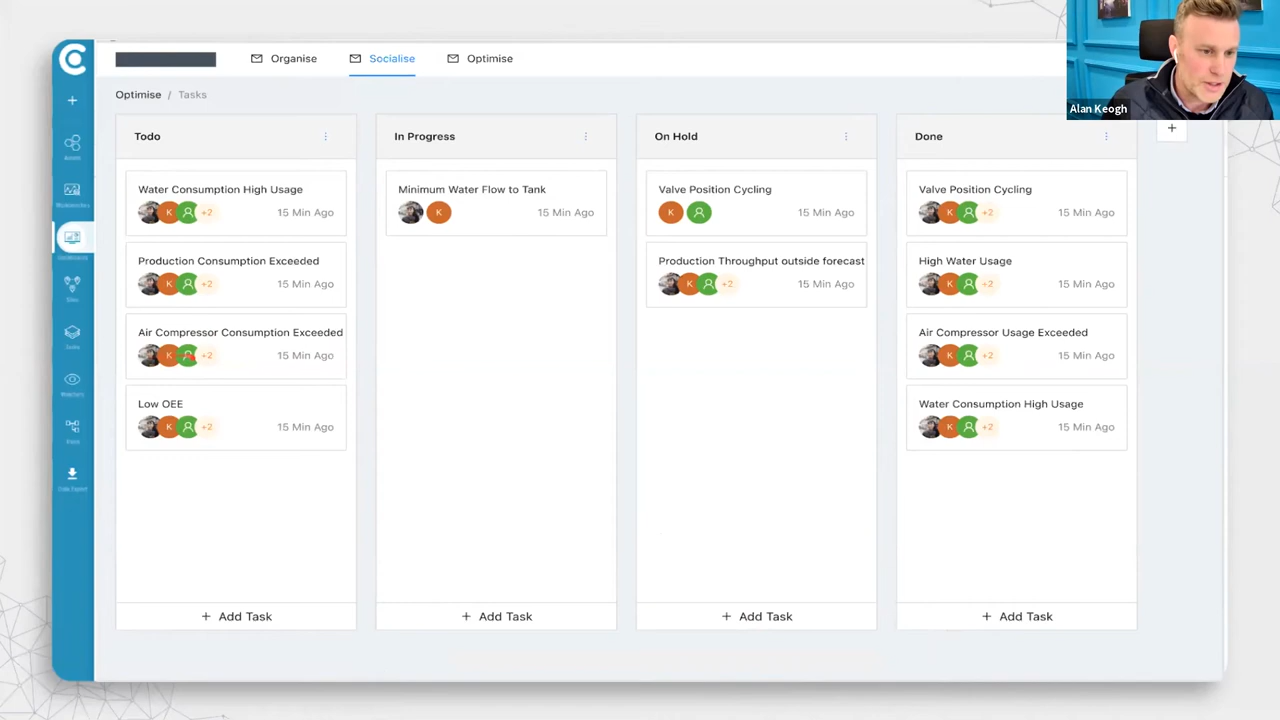 Organise
Socialise
Optimise
Alan Keogh
Optimise / Tasks
Todo
Water Consumption High Usage
K
+2
15 Min Ago
Production Consumption Exceeded
K
+2
15 Min Ago
Air Compressor Consumption Exceeded
K
+2
15 Min Ago
Low OEE
K
+2
15 Min Ago
+ Add Task
In Progress
Minimum Water Flow to Tank
K
15 Min Ago
+ Add Task
On Hold
Valve Position Cycling
K
15 Min Ago
Production Throughput outside forecast
K
+2
15 Min Ago
+ Add Task
Done
Valve Position Cycling
K
+2
15 Min Ago
High Water Usage
K
+2
15 Min Ago
Air Compressor Usage Exceeded
K
+2
15 Min Ago
Water Consumption High Usage
K
+2
15 Min Ago
+ Add Task